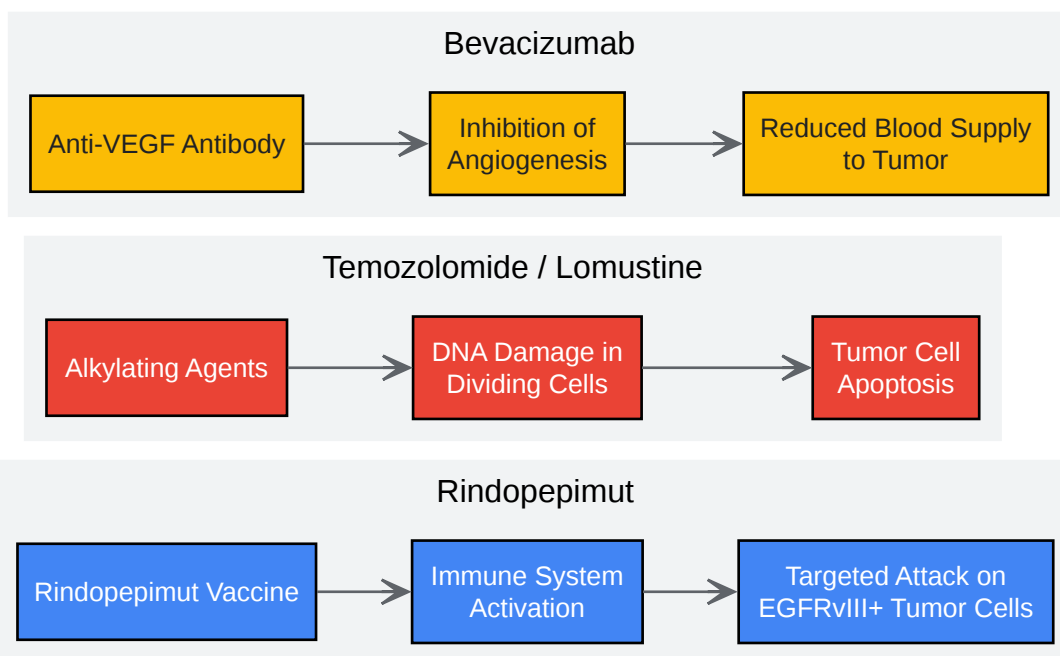 Bevacizumab
Anti-VEGF Antibody
Inhibition of
Angiogenesis
Reduced Blood Supply
to Tumor
Temozolomide / Lomustine
Alkylating Agents
DNA Damage in
Dividing Cells
Tumor Cell
Apoptosis
Rindopepimut
Rindopepimut Vaccine
Immune System
Activation
Targeted Attack on
EGFRvIII+ Tumor Cells